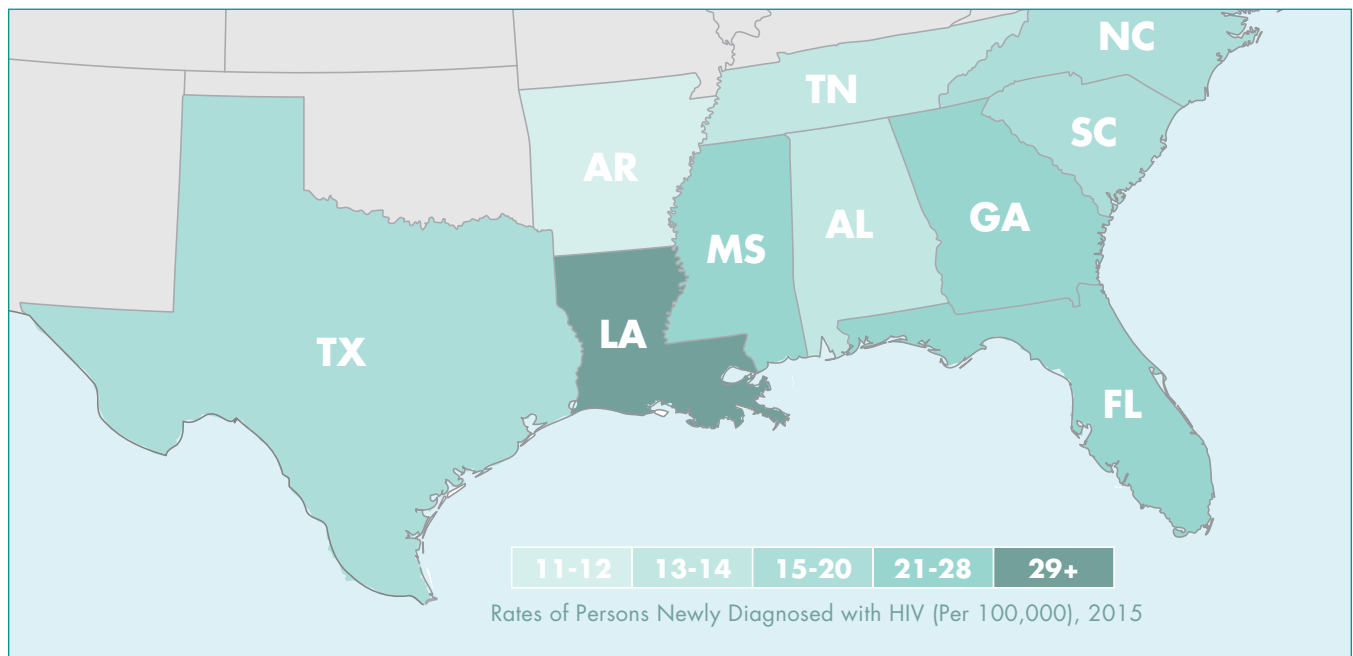 NC
TN
SC
AR
GA
AL
MS
LA
TX
FL
11-12 13-14 15-20 21-28 29+
Rates of Persons Newly Diagnosed with HIV (Per 100,000), 2015